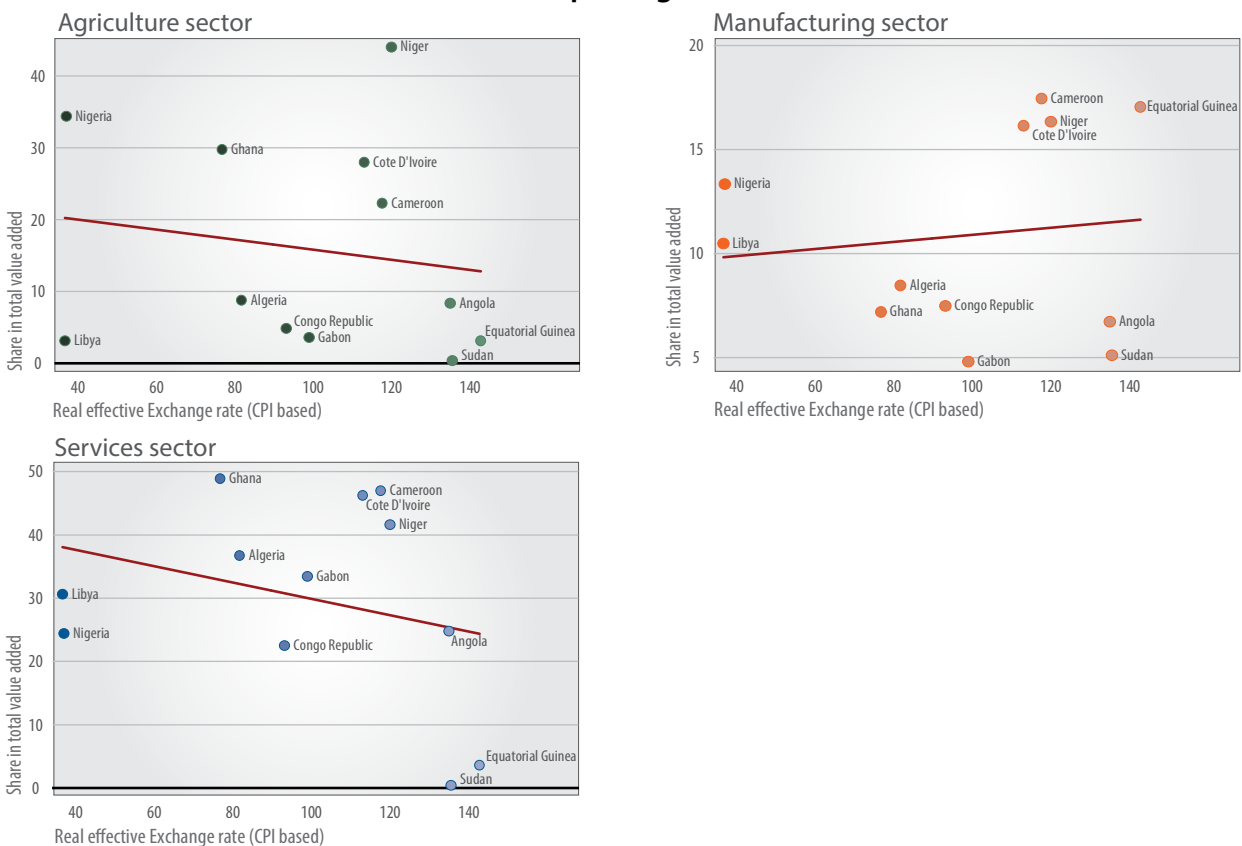 Agriculture sector
Share in total value added
40
30
20
10
0
Niger
Nigeria
Ghana
Cote D'Ivoire
Cameroon
Algeria
Angola
Congo Republic
Gabon
Equatorial Guinea
Libya
Sudan
40 60 80 100 120 140
Real effective Exchange rate (CPI based)
Manufacturing sector
Share in total value added
20
15
10
5
Cameroon
Equatorial Guinea
Niger
Cote D'Ivoire
Nigeria
Libya
Algeria
Ghana
Congo Republic
Angola
Gabon
Sudan
40 60 80 100 120 140
Real effective Exchange rate (CPI based)
Services sector
Share in total value added
50
40
30
20
10
0
Ghana
Cameroon
Cote D'Ivoire
Niger
Algeria
Gabon
Libya
Nigeria
Congo Republic
Angola
Equatorial Guinea
Sudan
40 60 80 100 120 140
Real effective Exchange rate (CPI based)